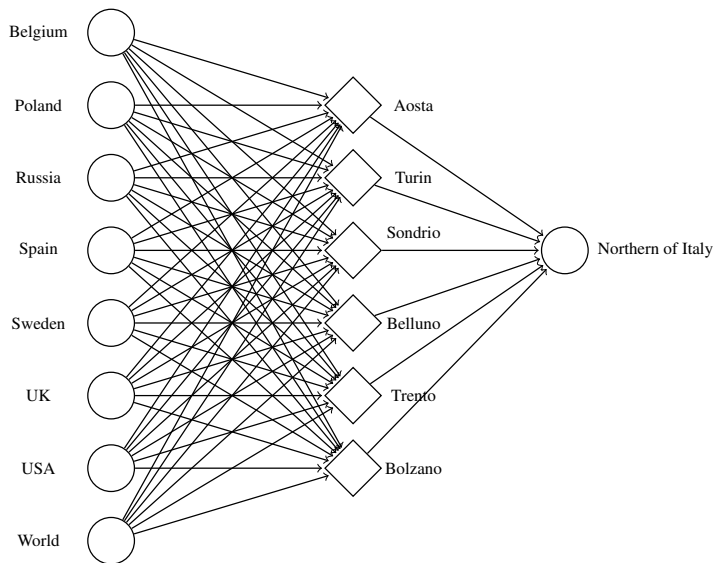 Belgium
Poland
Russia
Spain
Sweden
UK
USA
World
Aosta
Turin
Sondrio
Belluno
Trento
Bolzano
Northern of Italy